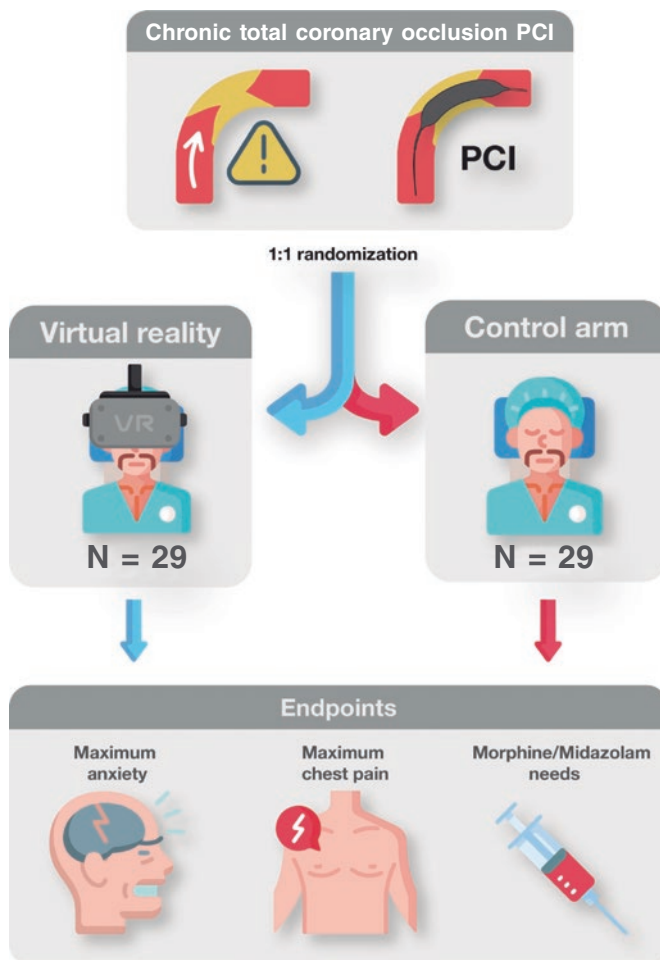 Chronic total coronary occlusion PCI
PCI
1:1 randomization
Virtual reality
Control arm
VR
N = 29
N = 29
Endpoints
Maximum
anxiety
Maximum
chest pain
Morphine/Midazolam
needs